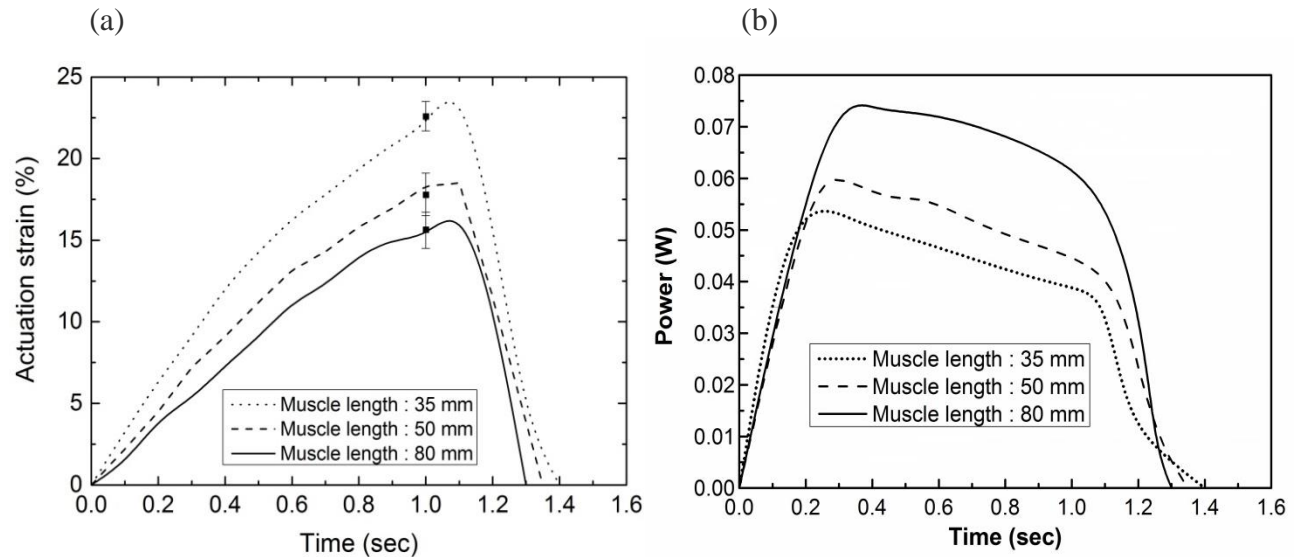 (a)
(b)
25
20
15
10
5
0
Actuation strain (%)
Muscle length : 35 mm
Muscle length : 50 mm
Muscle length : 80 mm
0.0 0.2 0.4 0.6 0.8 1.0 1.2 1.4 1.6
Time (sec)
0.08
0.07
0.06
0.05
0.04
0.03
0.02
0.01
0.00
Power (W)
Muscle length : 35 mm
Muscle length : 50 mm
Muscle length : 80 mm
0.0 0.2 0.4 0.6 0.8 1.0 1.2 1.4 1.6
Time (sec)